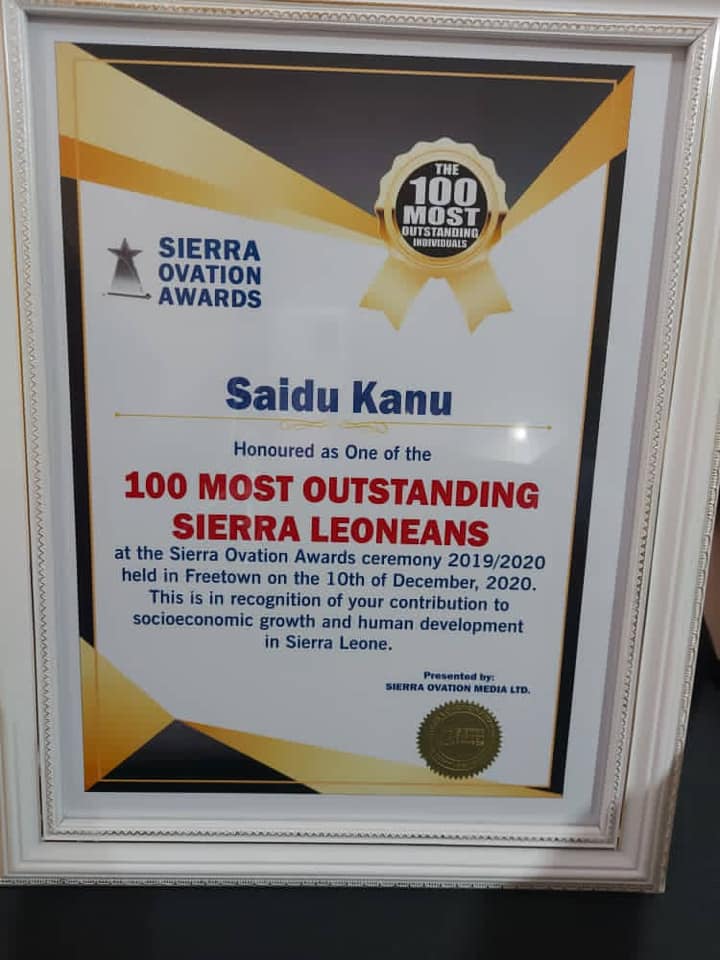 THE
100
MOST
OUTSTANDING
INDIVIDUALS
SIERRA
OVATION
AWARDS
Saidu Kanu
Honoured as One of the
100 MOST OUTSTANDING
SIERRA LEONEANS
at the Sierra Ovation Awards ceremony 2019/2020
held in Freetown on the 10th of December, 2020.
This is in recognition of your contribution to
socioeconomic growth and human development
in Sierra Leone.
Presented by:
SIERRA OVATION MEDIA LTD.